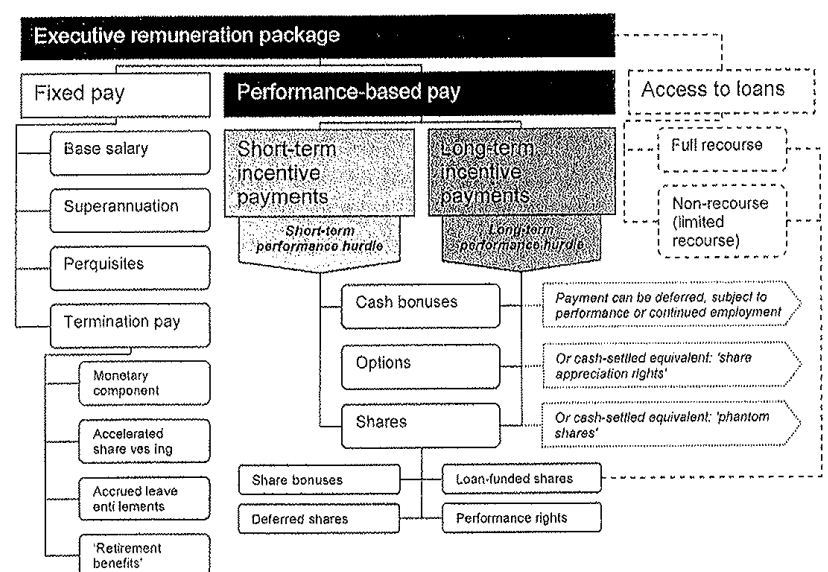 Executive remuneration package
Fixed pay
Performance-based pay
Access to loans
Base salary
Superannuation
Perquisites
Termination pay
Monetary
component
Accelerated
share ves ing
Accrued leave
enti lements
'Retirement
benefits'
Short-term
incentive
payments
Short-term
performance hurdle
Long-term
incentive
payments
Long-term
performance hurdle
Cash bonuses
Payment can be deferred, subject to
performance or continued employment
Options
Or cash-settled equivalent: 'share
appreciation rights'
Shares
Or cash-settled equivalent: 'phantom
shares'
Share bonuses
Loan-funded shares
Deferred shares
Performance rights
Full recourse
Non-recourse
(limited
recourse)